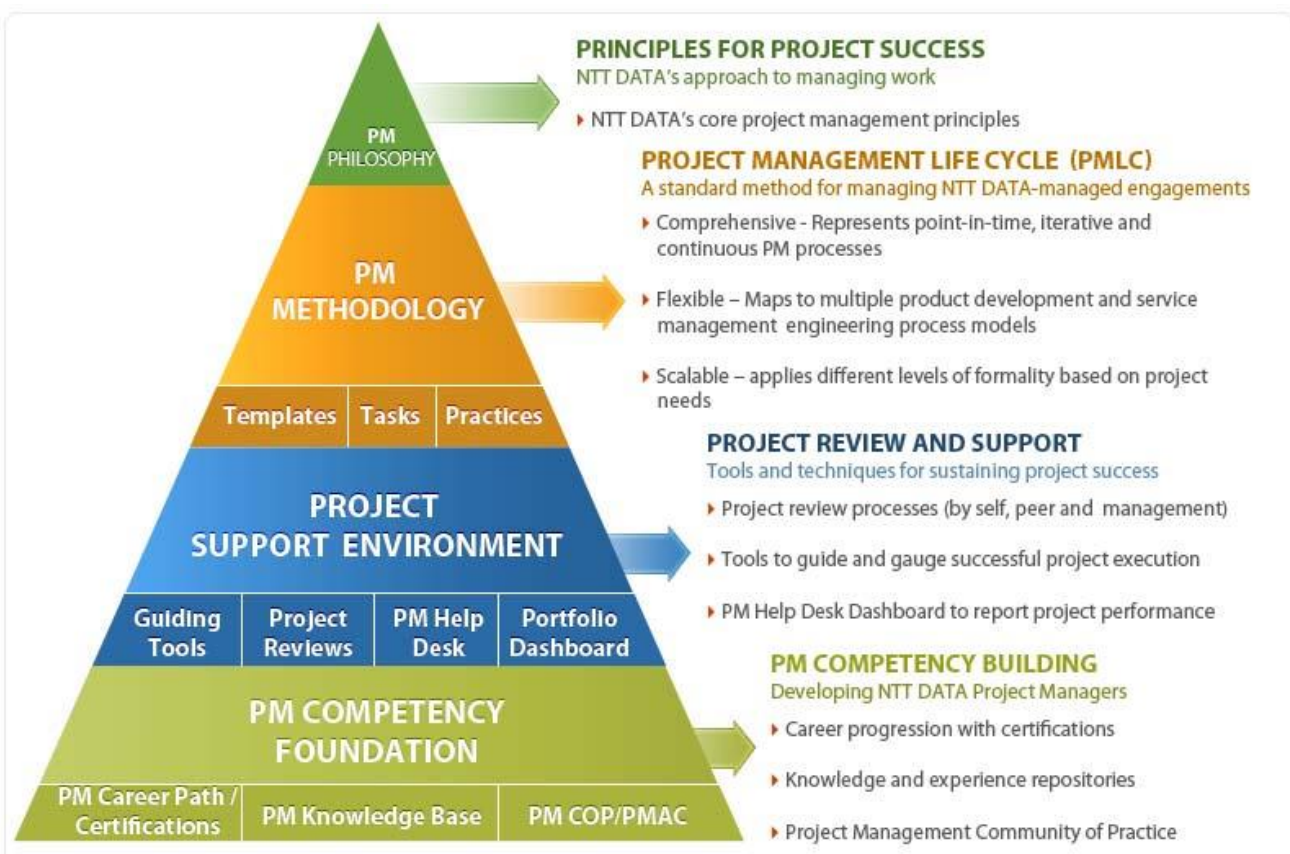 PM
PHILOSOPHY
PRINCIPLES FOR PROJECT SUCCESS
NTT DATA's approach to managing work
NTT DATA's core project management principles
PM
METHODOLOGY
Templates
Tasks
Practices
PROJECT MANAGEMENT LIFE CYCLE (PMLC)
A standard method for managing NTT DATA-managed engagements
Comprehensive - Represents point-in-time, iterative and
continuous PM processes
Flexible – Maps to multiple product development and service
management engineering process models
Scalable – applies different levels of formality based on project
needs
PROJECT
SUPPORT ENVIRONMENT
Guiding
Tools
Project
Reviews
PM Help
Desk
Portfolio
Dashboard
PROJECT REVIEW AND SUPPORT
Tools and techniques for sustaining project success
Project review processes (by self, peer and management)
Tools to guide and gauge successful project execution
PM Help Desk Dashboard to report project performance
PM COMPETENCY
FOUNDATION
PM Career Path /
Certifications
PM Knowledge Base
PM COP/PMAC
PM COMPETENCY BUILDING
Developing NTT DATA Project Managers
Career progression with certifications
Knowledge and experience repositories
Project Management Community of Practice